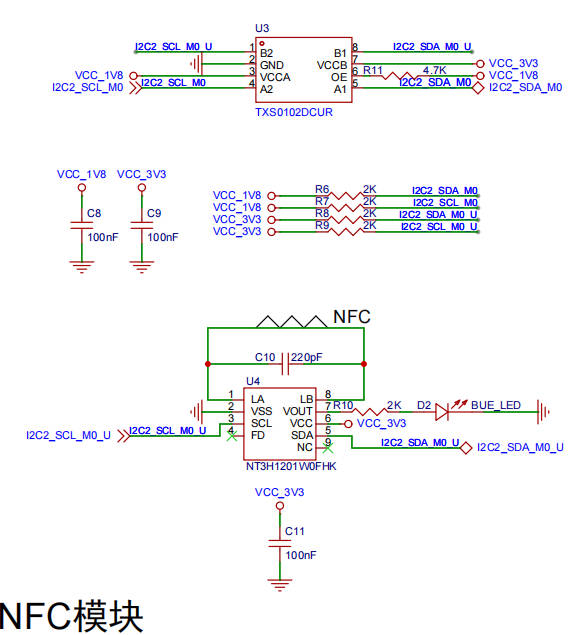 U3
I2C2_SCL_M0_U 1 B2 B1 8 I2C2_SDA_M0_U
2 GND VCCB 7 VCC_3V3
VCC_1V8 3 VCCA OE 6 R11 4.7K VCC_1V8
I2C2_SCL_M0 I2C2_SCL_M0 4 A2 A1 5 I2C2_SDA_M0 I2C2_SDA_M0
TXS0102DCUR
VCC_1V8 VCC_3V3
C8 C9
100nF 100nF
VCC_1V8 R6 2K I2C2_SDA_M0
VCC_1V8 R7 2K I2C2_SCL_M0
VCC_3V3 R8 2K I2C2_SDA_M0_U
VCC_3V3 R9 2K I2C2_SCL_M0_U
NFC
C10 220pF
U4
1 LA LB 8
2 VSS VOUT 7 R10 2K D2 BUE_LED
3 SCL VCC 6 VCC_3V3
I2C2_SCL_M0_U I2C2_SCL_M0_U 4 FD SDA 5 I2C2_SDA_M0_U I2C2_SDA_M0_U
NC 9
NT3H1201W0FHK
VCC_3V3
C11
100nF
NFC模块